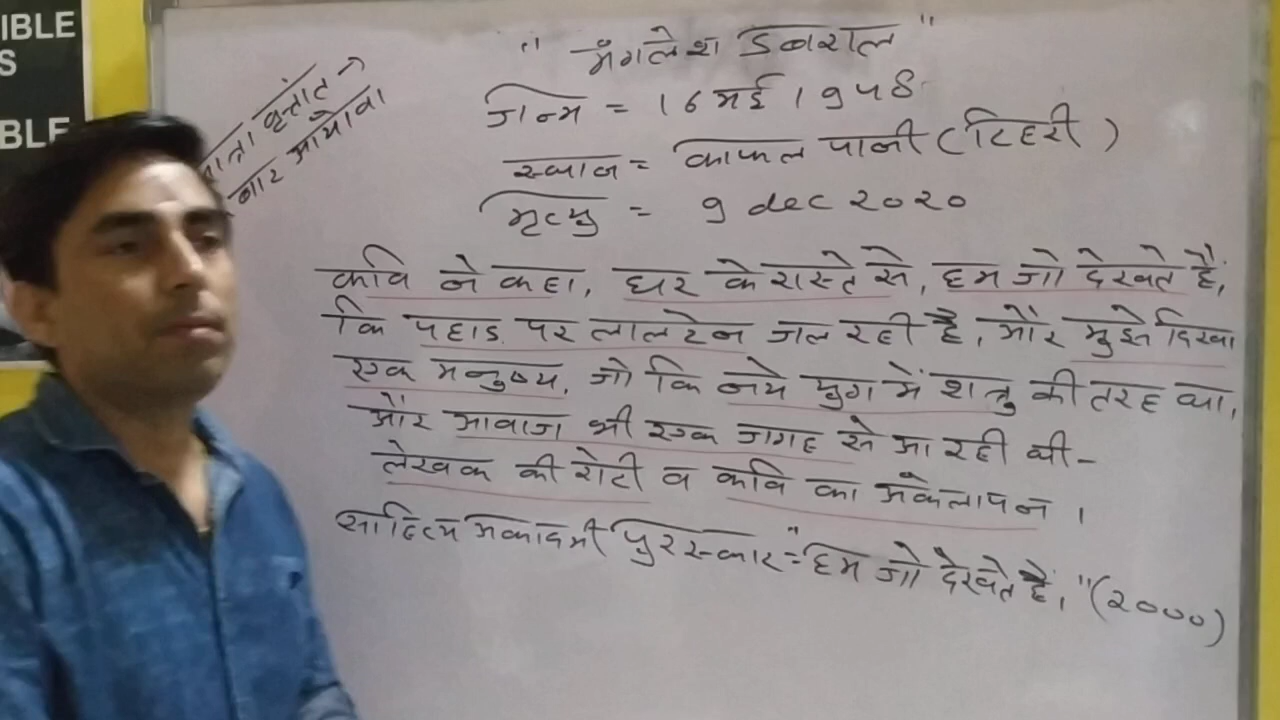 IBLE
S
BLE
यात्रा वृत्तांत →
बार आयोवा
" मंगलेश डबराल "
जन्म = 16 मई 1948
स्थान = काफल पानी (टिहरी)
मृत्यु = 9 dec 2020
कवि ने कहा, घर के रास्ते से, हम जो देखते हैं,
कि पहाड पर लालटेन जल रही है, और मुझे दिखा
एक मनुष्य, जो कि नये युग में शत्रु की तरह था,
और आवाज भी एक जगह से आ रही थी-
लेखक की रोटी व कवि का अकेलापन ।
साहित्य अकादमी पुरस्कार = "हम जो देखते हैं," (2000)